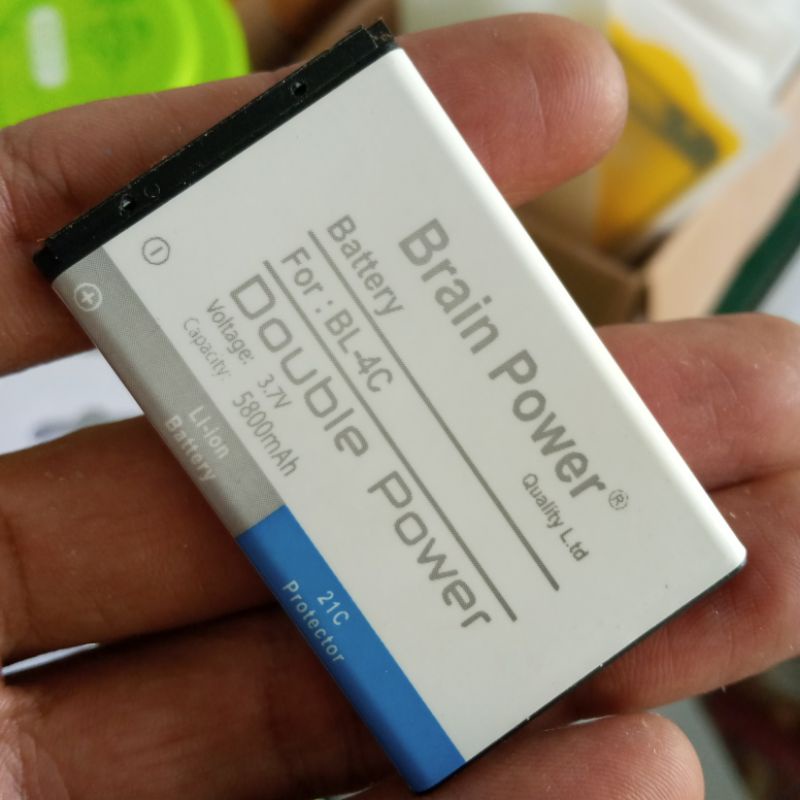 Brain Power®
Quality L.td
Battery
For : BL-4C
Double Power
Voltage: 3.7V
Capacity: 5800mAh
Li-ion
Battery
21C
Protector